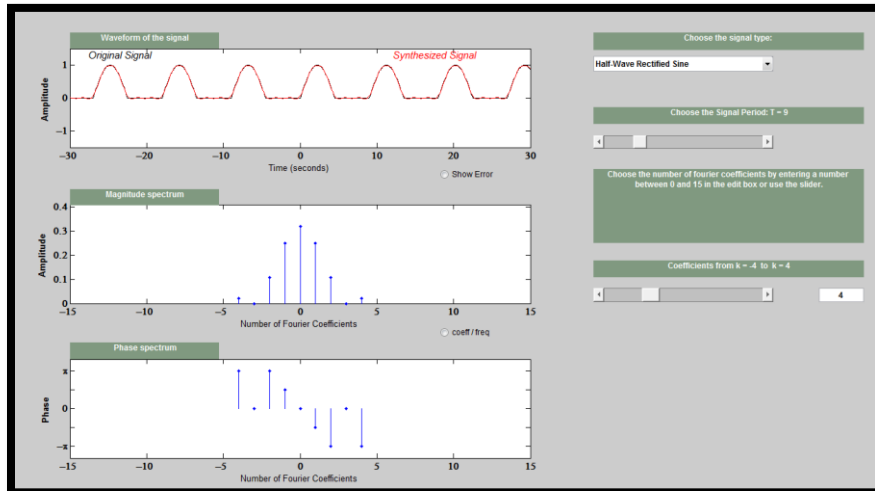 Waveform of the signal
Original Signal Synthesized Signal
Amplitude
1
0
−1
−30 −20 −10 0 10 20 30
Time (seconds)
Show Error
Magnitude spectrum
Amplitude
0.4
0.3
0.2
0.1
0
−15 −10 −5 0 5 10 15
Number of Fourier Coefficients
coeff / freq
Phase spectrum
Phase
π
0
−π
−15 −10 −5 0 5 10 15
Number of Fourier Coefficients
Choose the signal type:
Half-Wave Rectified Sine
Choose the Signal Period: T = 9
Choose the number of fourier coefficients by entering a number
between 0 and 15 in the edit box or use the slider.
Coefficients from k = -4 to k = 4
4